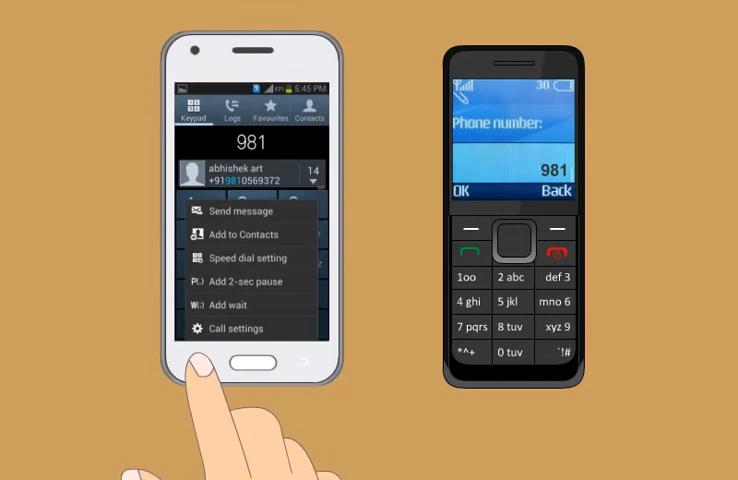 43% 5:45 PM
Keypad Logs Favourites Contacts
981
abhishek art 14
+919810569372
Send message
Add to Contacts
Speed dial setting
P(,) Add 2-sec pause
W(;) Add wait
Call settings
30
Phone number:
981
OK Back
1oo 2 abc def 3
4 ghi 5 jkl mno 6
7 pqrs 8 tuv xyz 9
*^+ 0 tuv `!#